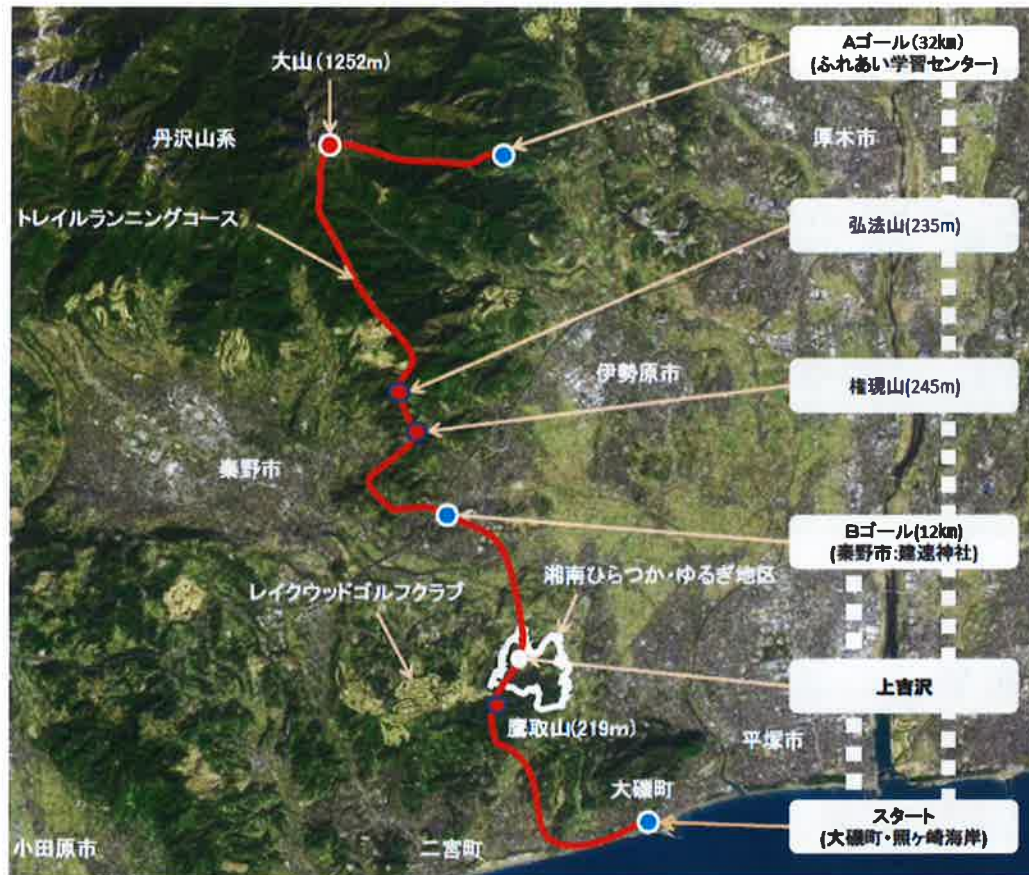 Aゴール(32㎞)
(ふれあい学習センター)
大山(1252m)
丹沢山系
厚木市
トレイルランニングコース
弘法山(235m)
伊勢原市
権現山(245m)
秦野市
Bゴール(12㎞)
(秦野市:建速神社)
湘南ひらつか・ゆるぎ地区
レイクウッドゴルフクラブ
上吉沢
鷹取山(219m)
平塚市
大磯町
スタート
(大磯町・照ヶ崎海岸)
小田原市
二宮町